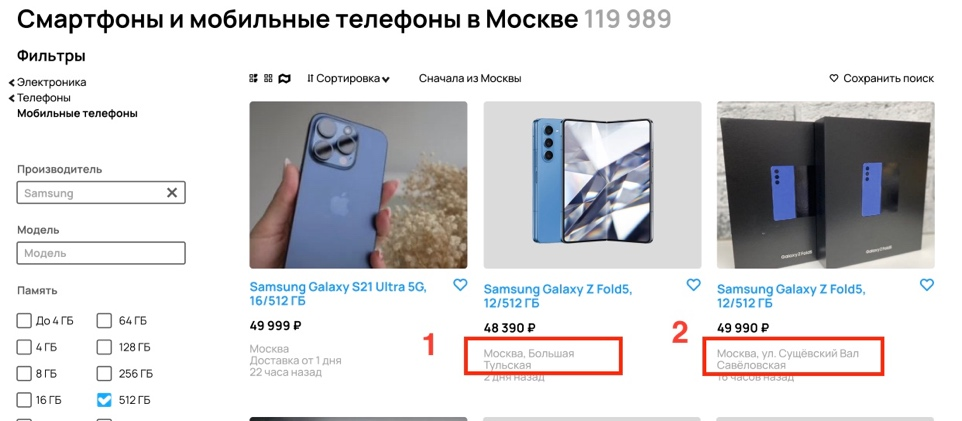 Смартфоны и мобильные телефоны в Москве 119 989
Фильтры
Электроника
Телефоны
Мобильные телефоны
Производитель
Samsung
Модель
Модель
Память
До 4 ГБ
64 ГБ
4 ГБ
128 ГБ
8 ГБ
256 ГБ
16 ГБ
512 ГБ
Сортировка
Сначала из Москвы
Сохранить поиск
Samsung Galaxy S21 Ultra 5G,
16/512 ГБ
49 999 ₽
Москва
Доставка от 1 дня
22 часа назад
1
Samsung Galaxy Z Fold5,
12/512 ГБ
48 390 ₽
Москва, Большая
Тульская
2 дня назад
2
Galaxy Z Fold5
Galaxy Z Fold5
Samsung Galaxy Z Fold5,
12/512 ГБ
49 990 ₽
Москва, ул. Сущёвский Вал
Савёловская
16 часов назад